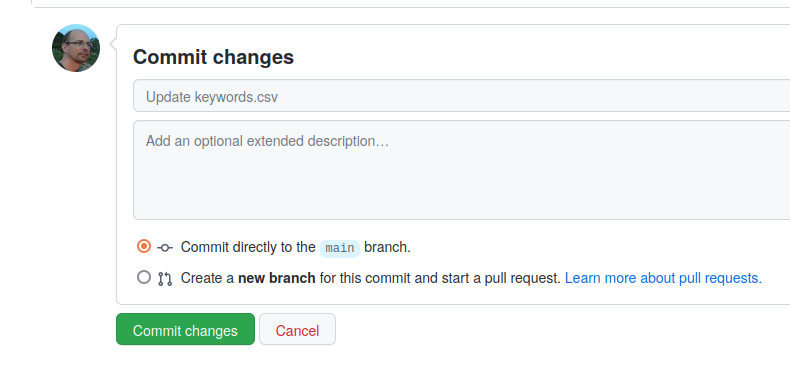 Commit changes
Update keywords.csv
Add an optional extended description…
Commit directly to the main branch.
Create a new branch for this commit and start a pull request. Learn more about pull requests.
Commit changes
Cancel